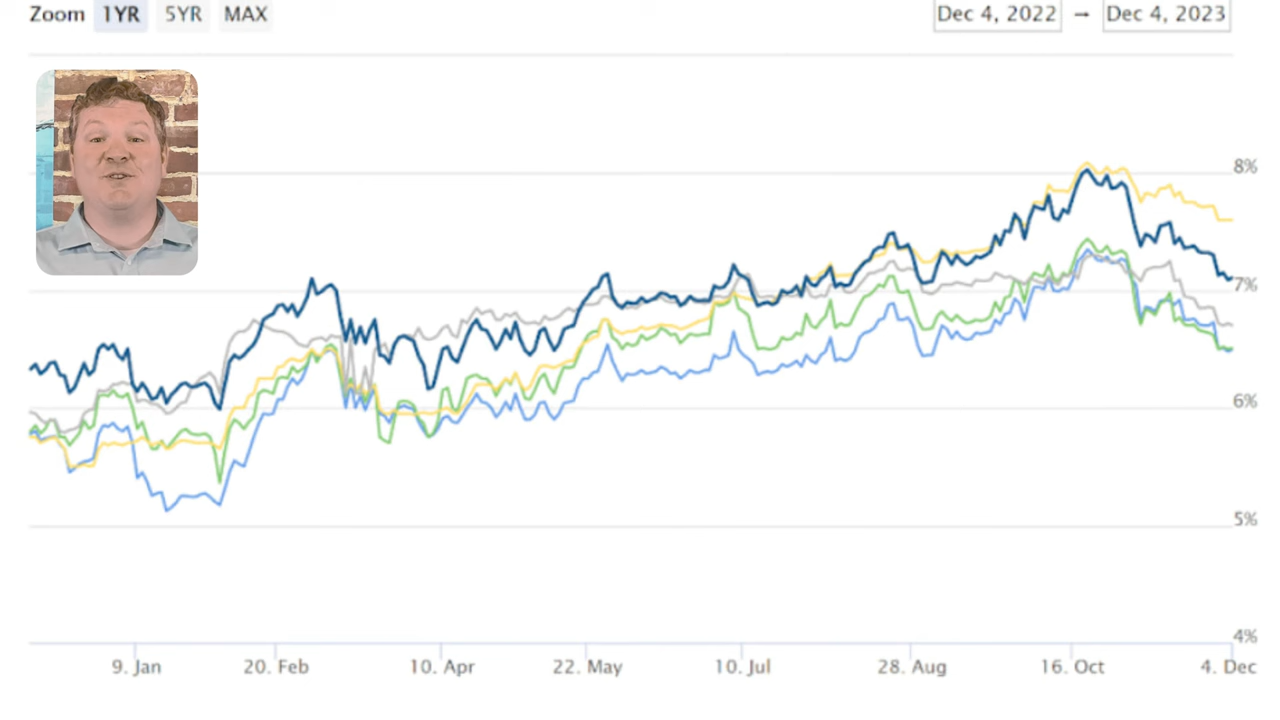 Zoom 1YR 5YR MAX Dec 4, 2022 → Dec 4, 2023
8%
7%
6%
5%
4%
9. Jan 20. Feb 10. Apr 22. May 10. Jul 28. Aug 16. Oct 4. Dec